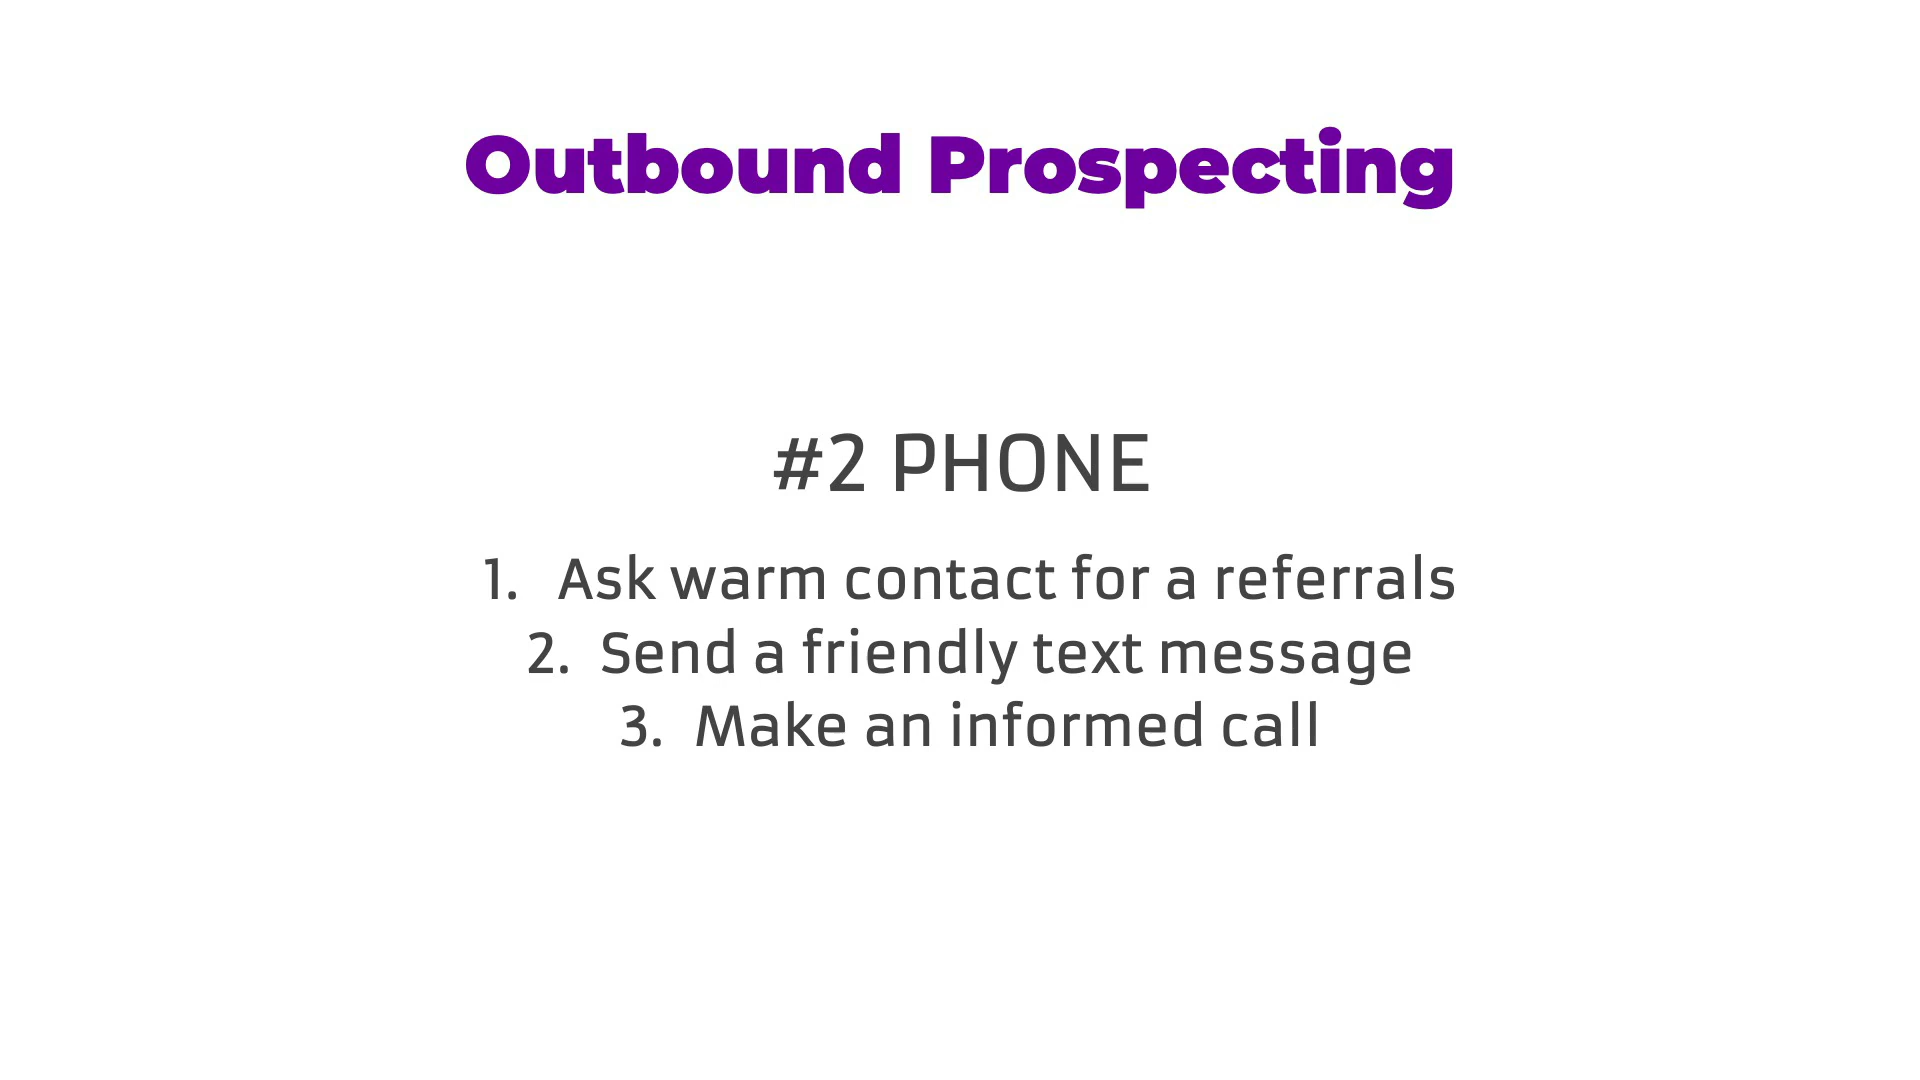 Outbound Prospecting
#2 PHONE
1. Ask warm contact for a referrals
2. Send a friendly text message
3. Make an informed call